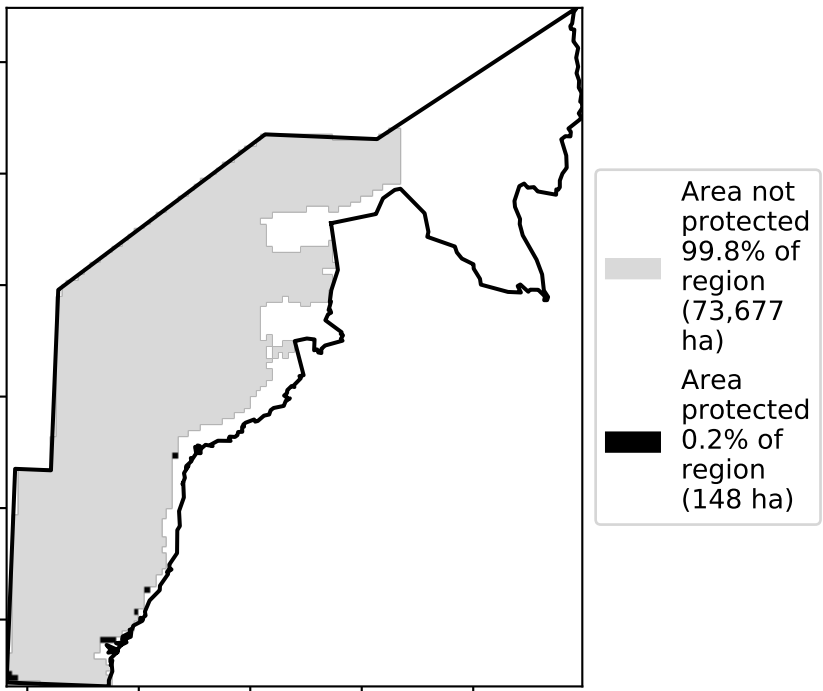 Area not
protected
99.8% of
region
(73,677
ha)
Area
protected
0.2% of
region
(148 ha)